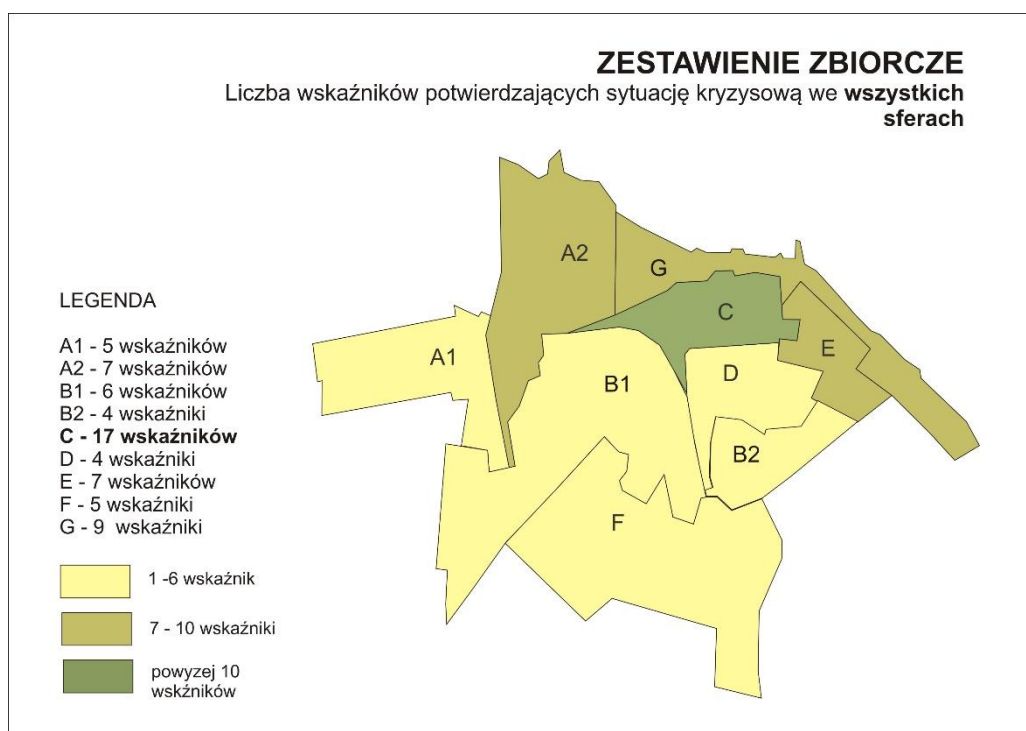 ZESTAWIENIE ZBIORCZE
Liczba wskaźników potwierdzających sytuację kryzysową we wszystkich
sferach
A2
G
C
E
A1
B1
D
B2
F
LEGENDA
A1 - 5 wskaźników
A2 - 7 wskaźników
B1 - 6 wskaźników
B2 - 4 wskaźniki
C - 17 wskaźników
D - 4 wskaźniki
E - 7 wskaźników
F - 5 wskaźniki
G - 9 wskaźniki
1 -6 wskaźnik
7 - 10 wskaźniki
powyzej 10
wskźników